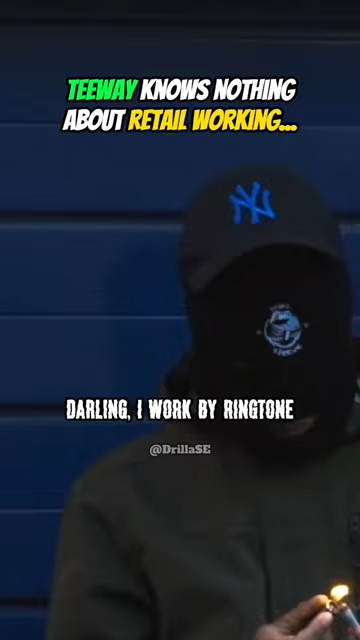 TEEWAY KNOWS NOTHING
ABOUT RETAIL WORKING...
NY
DARLING, I WORK BY RINGTONE
@DrillaSE